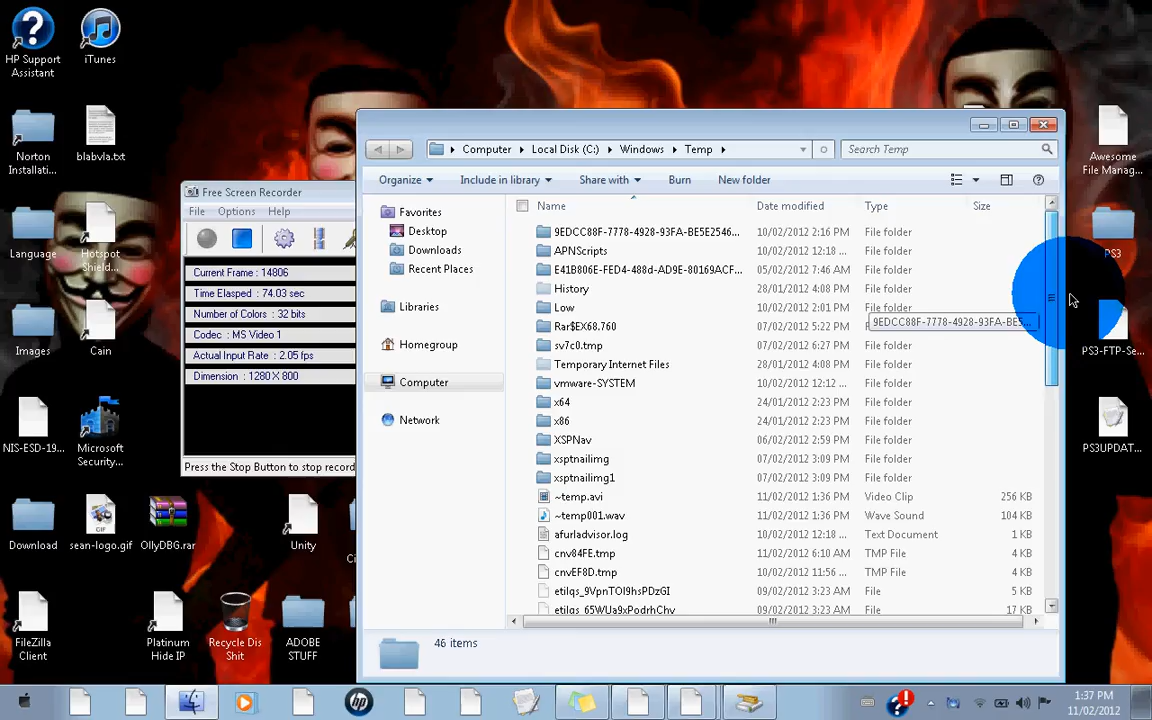 HP Support
Assistant
iTunes
Norton
Installati...
blabvla.txt
Language
Hotspot
Shield...
Images
Cain
NIS-ESD-19...
Microsoft
Security...
Download
sean-logo.gif
OllyDBG.rar
Unity
FileZilla
Client
Platinum
Hide IP
Recycle Dis
Shit
ADOBE
STUFF
Free Screen Recorder
File Options Help
Current Frame : 14806
Time Elasped : 74.03 sec
Number of Colors : 32 bits
Codec : MS Video 1
Actual Input Rate : 2.05 fps
Dimension : 1280 X 800
Press the Stop Button to stop record
Computer Local Disk (C:) Windows Temp
Search Temp
Organize Include in library Share with Burn New folder
Favorites
Desktop
Downloads
Recent Places
Libraries
Homegroup
Computer
Network
Name Date modified Type Size
9EDCC88F-7778-4928-93FA-BE5E2546... 10/02/2012 2:16 PM File folder
APNScripts 10/02/2012 12:18 ... File folder
E41B806E-FED4-488d-AD9E-80169ACF... 05/02/2012 7:46 AM File folder
History 28/01/2012 4:08 PM File folder
Low 10/02/2012 2:01 PM File folder
9EDCC88F-7778-4928-93FA-BE5...
Rar$EX68.760 07/02/2012 5:22 PM
sv7c0.tmp 07/02/2012 6:27 PM File folder
Temporary Internet Files 28/01/2012 4:08 PM File folder
vmware-SYSTEM 10/02/2012 12:12 ... File folder
x64 24/01/2012 2:23 PM File folder
x86 24/01/2012 2:23 PM File folder
XSPNav 06/02/2012 2:59 PM File folder
xsptnailimg 07/02/2012 3:09 PM File folder
xsptnailimg1 07/02/2012 3:09 PM File folder
~temp.avi 11/02/2012 1:36 PM Video Clip 256 KB
~temp001.wav 11/02/2012 1:36 PM Wave Sound 104 KB
afurladvisor.log 10/02/2012 12:18 ... Text Document 1 KB
cnv84FE.tmp 11/02/2012 6:10 AM TMP File 4 KB
cnvEF8D.tmp 10/02/2012 11:56 ... TMP File 4 KB
etilqs_9VpnTOI9hsPDzGI 09/02/2012 3:23 AM File 5 KB
etilqs_65WUa9xPodrhChv 09/02/2012 3:23 AM File 17 KB
46 items
Awesome
File Manag...
PS3
PS3-FTP-Se...
PS3UPDAT...
1:37 PM
11/02/2012